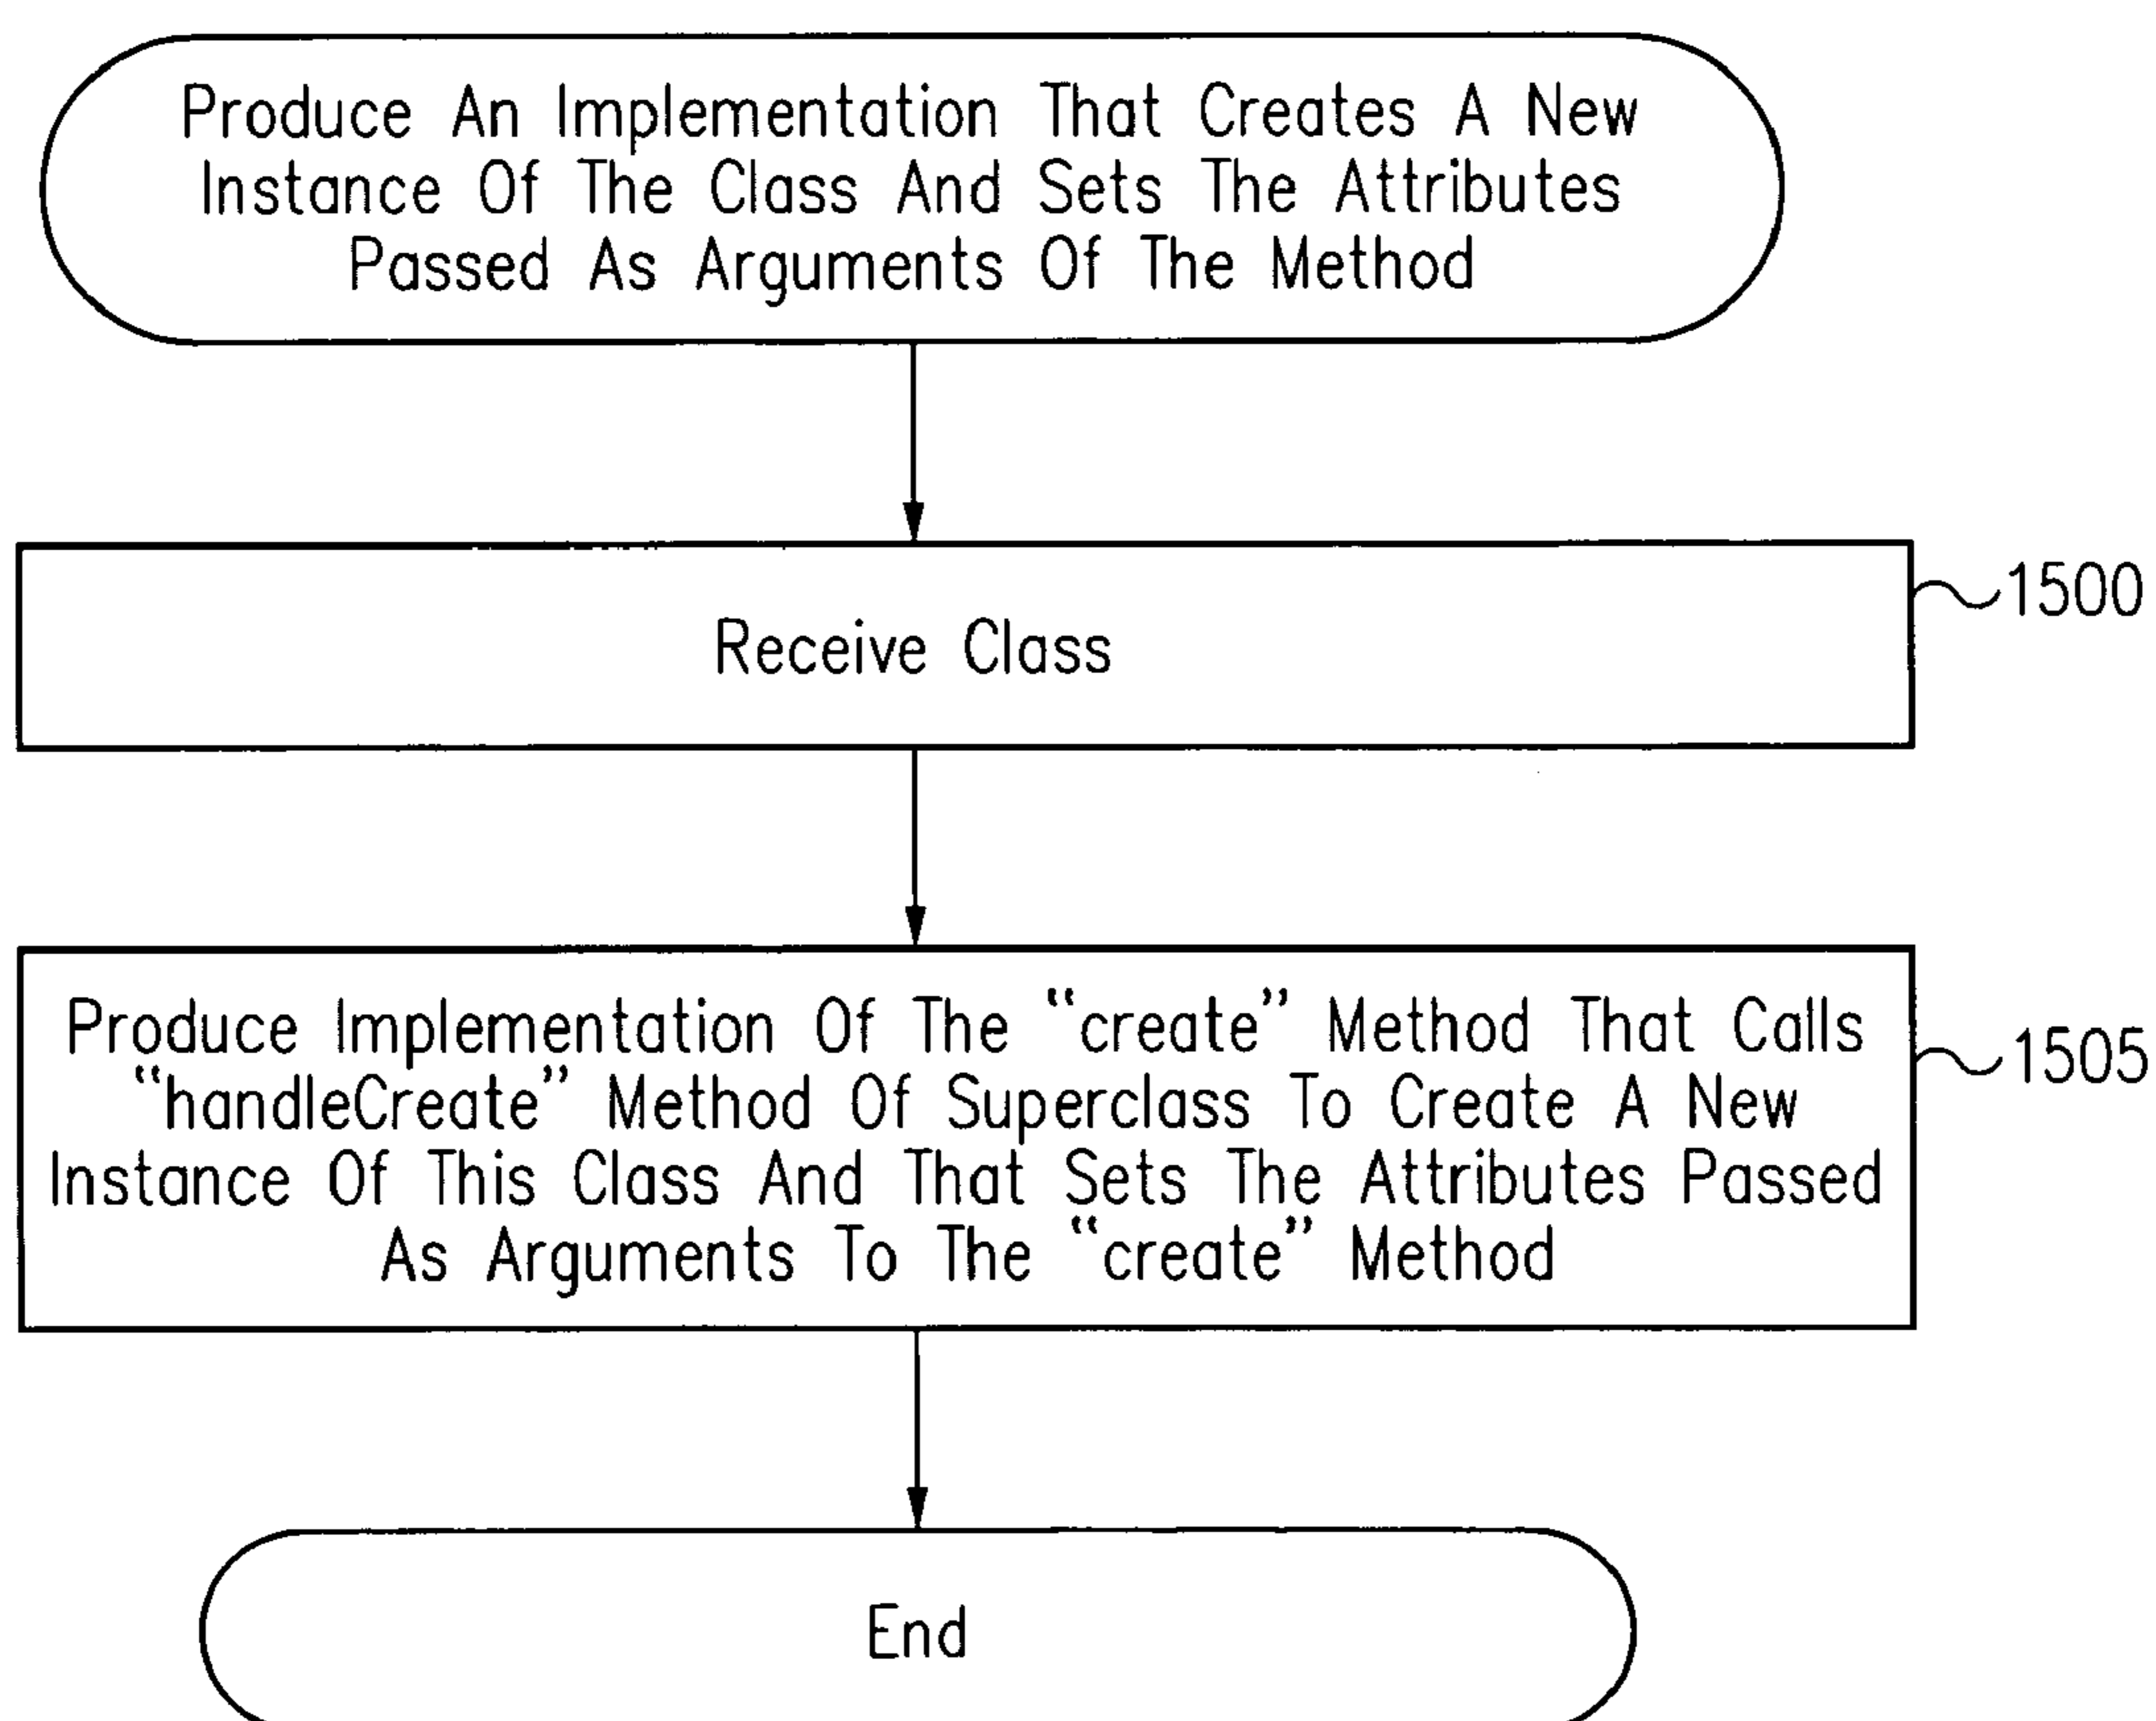 Produce An Implementation That Creates A New
Instance Of The Class And Sets The Attributes
Passed As Arguments Of The Method
Receive Class
1500
Produce Implementation Of The “create” Method That Calls
“handleCreate” Method Of Superclass To Create A New
Instance Of This Class And That Sets The Attributes Passed
As Arguments To The “create” Method
1505
End